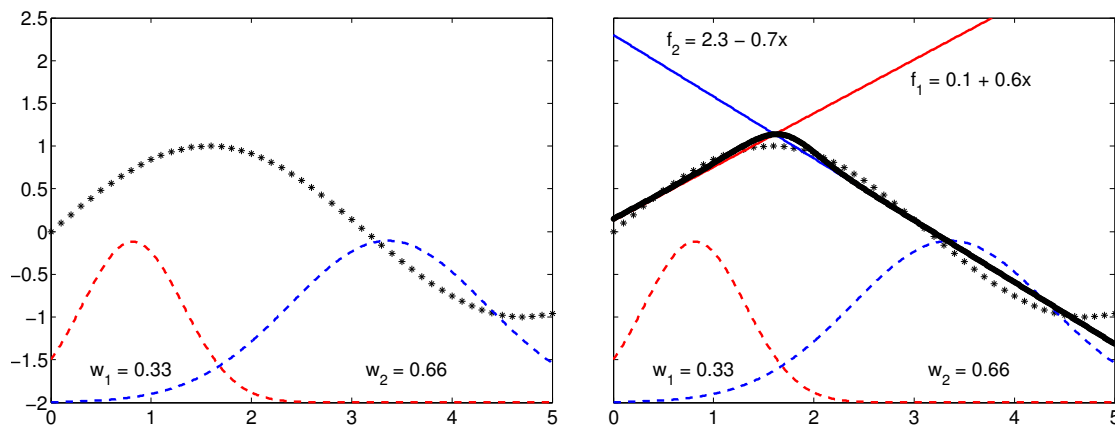 2.5
2
1.5
1
0.5
0
−0.5
−1
−1.5
−2
0 1 2 3 4 5
w1 = 0.33
w2 = 0.66
f2 = 2.3 − 0.7x
f1 = 0.1 + 0.6x
w1 = 0.33
w2 = 0.66
0 1 2 3 4 5